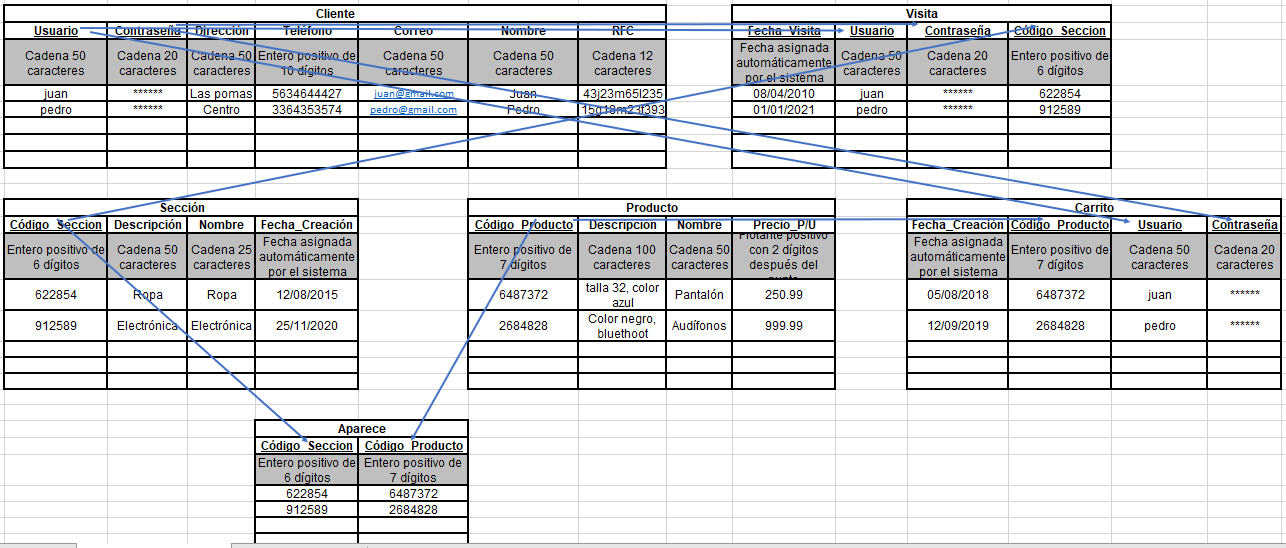 Cliente
Usuario Contraseña Dirección Teléfono Correo Nombre RFC
Cadena 50 caracteres Cadena 20 caracteres Cadena 50 caracteres Entero positivo de 10 dígitos Cadena 50 caracteres Cadena 50 caracteres Cadena 12 caracteres
juan ****** Las pomas 5634644427 juan@gmail.com Juan 43j23m65l235
pedro ****** Centro 3364353574 pedro@gmail.com Pedro
Visita
Fecha_Visita Usuario Contraseña Código_Seccion
Fecha asignada automáticamente por el sistema Cadena 50 caracteres Cadena 20 caracteres Entero positivo de 6 dígitos
08/04/2010 juan ****** 622854
01/01/2021 pedro ****** 912589
Sección
Código_Seccion Descripción Nombre Fecha_Creación
Entero positivo de 6 dígitos Cadena 50 caracteres Cadena 25 caracteres Fecha asignada automáticamente por el sistema
622854 Ropa Ropa 12/08/2015
912589 Electrónica Electrónica 25/11/2020
Producto
Código_Producto Descripción Nombre Precio_P/U
Entero positivo de 7 dígitos Cadena 100 caracteres Cadena 50 caracteres Flotante positivo con 2 dígitos después del
6487372 talla 32, color azul Pantalón 250.99
2684828 Color negro, bluethoot Audífonos 999.99
Carrito
Fecha_Creación Código_Producto Usuario Contraseña
Fecha asignada automáticamente por el sistema Entero positivo de 7 dígitos Cadena 50 caracteres Cadena 20 caracteres
05/08/2018 6487372 juan ******
12/09/2019 2684828 pedro ******
Aparece
Código_Seccion Código_Producto
Entero positivo de 6 dígitos Entero positivo de 7 dígitos
622854 6487372
912589 2684828